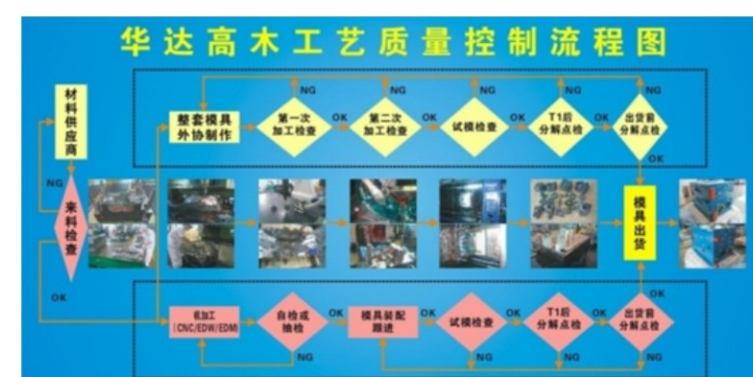 华达高木工艺质量控制流程图
材料供应商
NG
来料检查
OK
NG
NG
NG
NG
NG
整套模具
外协制作
第一次
加工检查
OK
第二次
加工检查
OK
试模检查
OK
T1后
分解点检
OK
出货前
分解点检
OK
模具出货
OK
机加工
(CNC/EDW/EDM)
自检或
抽检
OK
模具装配
跟进
OK
试模检查
OK
T1后
分解点检
OK
出货前
分解点检
NG
NG
NG
NG